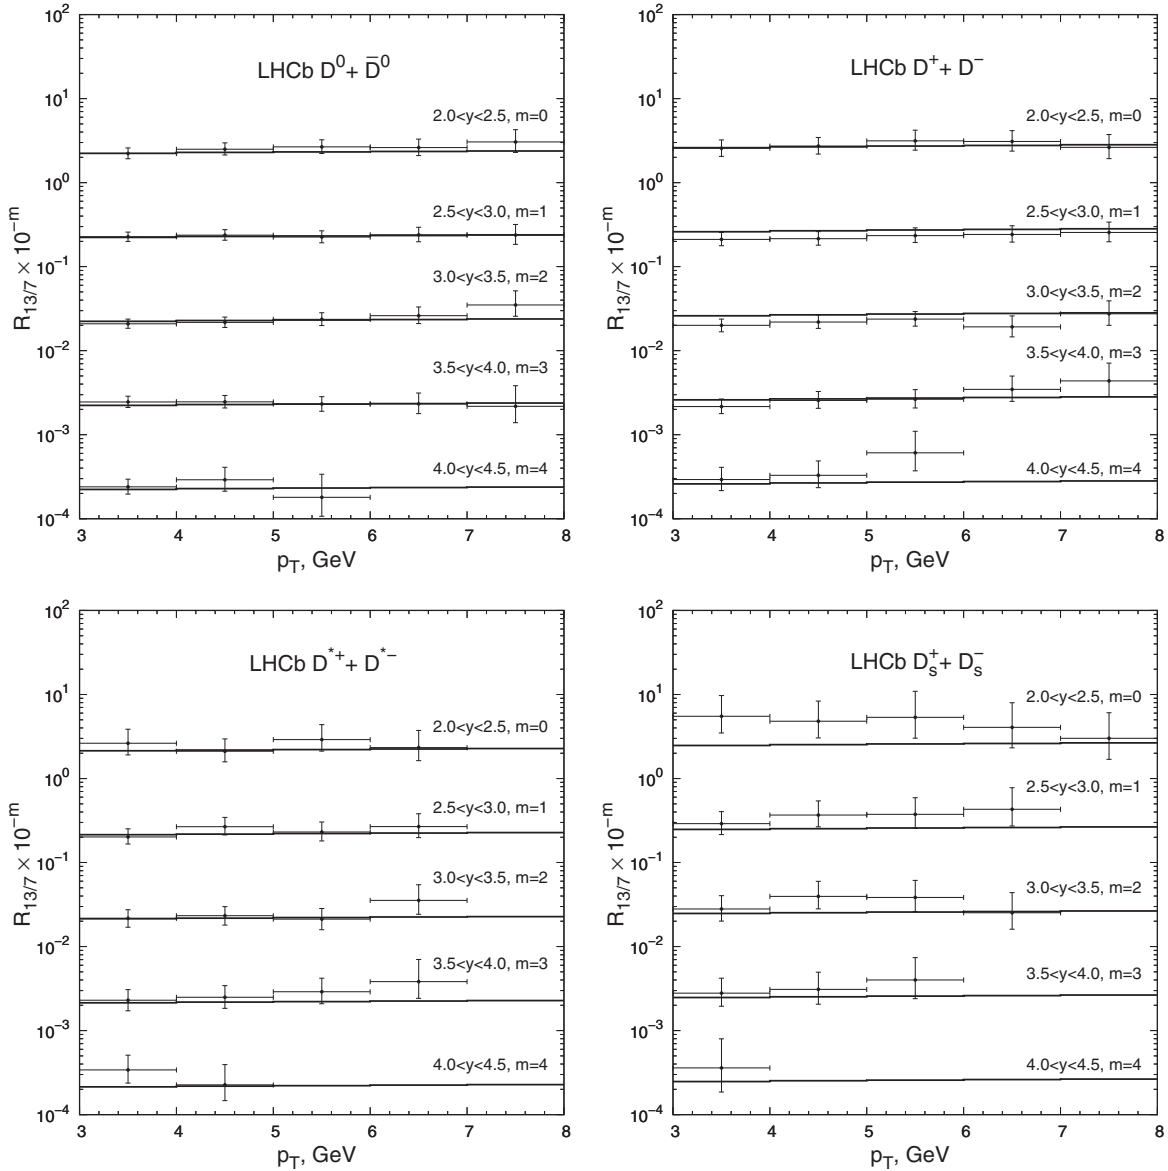 10²
LHCb D⁰+ D̅⁰
10¹
2.0<y<2.5, m=0
10⁰
2.5<y<3.0, m=1
10⁻¹
3.0<y<3.5, m=2
10⁻²
3.5<y<4.0, m=3
10⁻³
4.0<y<4.5, m=4
10⁻⁴
R₁₃/₇ × 10⁻ᵐ
3 4 5 6 7 8
p_T, GeV
10²
LHCb D⁺+ D⁻
10¹
2.0<y<2.5, m=0
10⁰
2.5<y<3.0, m=1
10⁻¹
3.0<y<3.5, m=2
10⁻²
3.5<y<4.0, m=3
10⁻³
4.0<y<4.5, m=4
10⁻⁴
R₁₃/₇ × 10⁻ᵐ
3 4 5 6 7 8
p_T, GeV
10²
LHCb D*⁺+ D*⁻
10¹
2.0<y<2.5, m=0
10⁰
2.5<y<3.0, m=1
10⁻¹
3.0<y<3.5, m=2
10⁻²
3.5<y<4.0, m=3
10⁻³
4.0<y<4.5, m=4
10⁻⁴
R₁₃/₇ × 10⁻ᵐ
3 4 5 6 7 8
p_T, GeV
10²
LHCb Dₛ⁺+ Dₛ⁻
10¹
2.0<y<2.5, m=0
10⁰
2.5<y<3.0, m=1
10⁻¹
3.0<y<3.5, m=2
10⁻²
3.5<y<4.0, m=3
10⁻³
4.0<y<4.5, m=4
10⁻⁴
R₁₃/₇ × 10⁻ᵐ
3 4 5 6 7 8
p_T, GeV